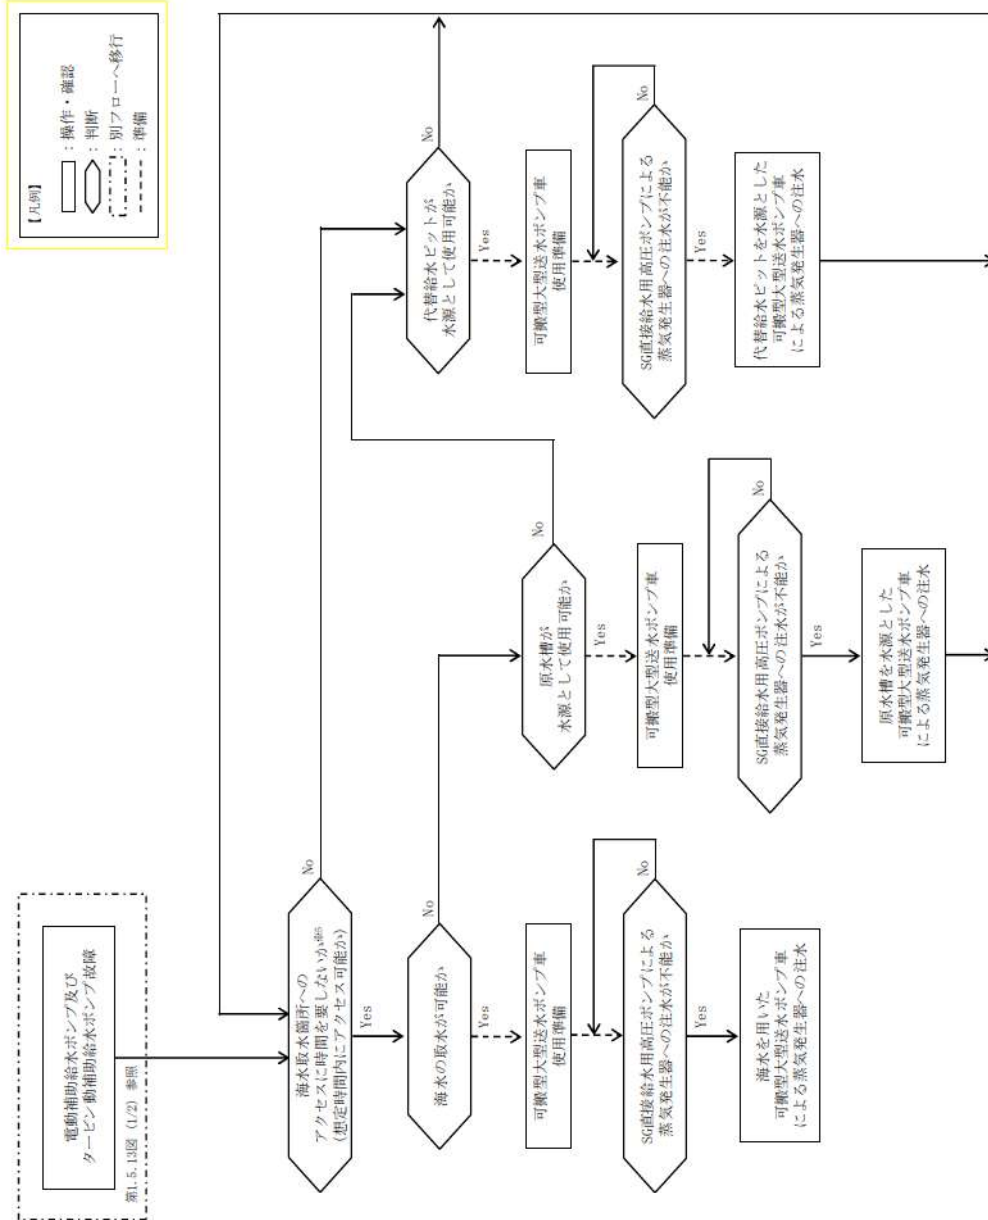 【凡例】
：操作・確認
：判断
：別フローへ移行
：準備
電動補助給水ポンプ及び
タービン動補助給水ポンプ故障
第1.5.13図 (1/2) 参照
海水取水箇所への
アクセスに時間を要しないか※5
(想定時間内にアクセス可能か)
No
Yes
海水の取水が可能か
No
Yes
可搬型大型送水ポンプ車
使用準備
SG直接給水用高圧ポンプによる
蒸気発生器への注水が不能か
No
Yes
海水を用いた
可搬型大型送水ポンプ車
による蒸気発生器への注水
原水槽が
水源として使用可能か
No
Yes
可搬型大型送水ポンプ車
使用準備
SG直接給水用高圧ポンプによる
蒸気発生器への注水が不能か
No
Yes
原水槽を水源とした
可搬型大型送水ポンプ車
による蒸気発生器への注水
代替給水ピットが
水源として使用可能か
No
Yes
可搬型大型送水ポンプ車
使用準備
SG直接給水用高圧ポンプによる
蒸気発生器への注水が不能か
No
Yes
代替給水ピットを水源とした
可搬型大型送水ポンプ車
による蒸気発生器への注水